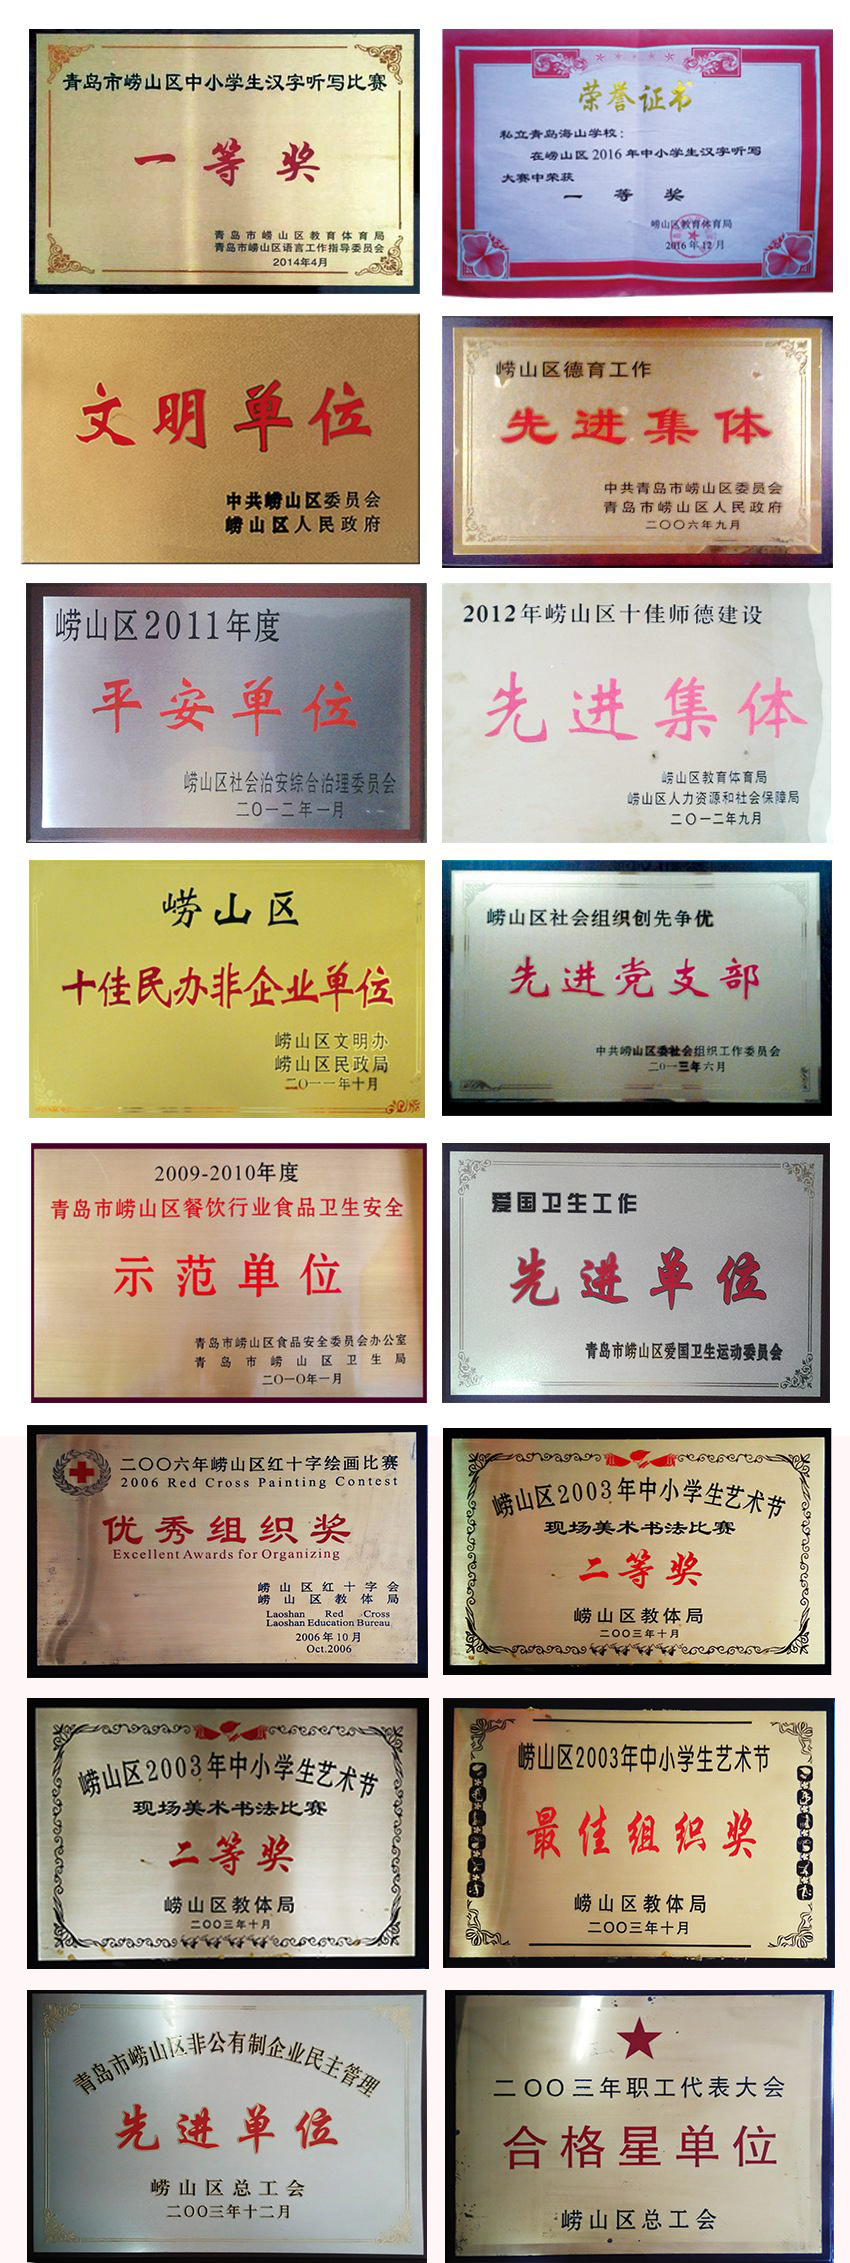 青岛市崂山区中小学生汉字听写比赛
一等奖
青岛市崂山区教育体育局
青岛市崂山区语言工作指导委员会
2014年4月
荣誉证书
私立青岛海山学校：
在崂山区2016年中小学生汉字听写
大赛中荣获
一等奖
崂山区教育体育局
2016年12月
文明单位
中共崂山区委员会
崂山区人民政府
崂山区德育工作
先进集体
中共青岛市崂山区委员会
青岛市崂山区人民政府
二〇〇六年九月
崂山区2011年度
平安单位
崂山区社会治安综合治理委员会
二〇一二年一月
2012年崂山区十佳师德建设
先进集体
崂山区教育体育局
崂山区人力资源和社会保障局
二〇一二年九月
崂山区
十佳民办非企业单位
崂山区文明办
崂山区民政局
二〇一一年十月
崂山区社会组织创先争优
先进党支部
中共崂山区委社会组织工作委员会
二〇一三年六月
2009-2010年度
青岛市崂山区餐饮行业食品卫生安全
示范单位
青岛市崂山区食品安全委员会办公室
青岛市崂山区卫生局
二〇一〇年一月
爱国卫生工作
先进单位
青岛市崂山区爱国卫生运动委员会
二〇〇六年崂山区红十字绘画比赛
2006 Red Cross Painting Contest
优秀组织奖
Excellent Awards for Organizing
崂山区红十字会
崂山区教体局
Laoshan Red Cross
Laoshan Education Bureau
2006年10月
Oct.2006
崂山区2003年中小学生艺术节
现场美术书法比赛
二等奖
崂山区教体局
二〇〇三年十月
崂山区2003年中小学生艺术节
现场美术书法比赛
二等奖
崂山区教体局
二〇〇三年十月
崂山区2003年中小学生艺术节
最佳组织奖
崂山区教体局
二〇〇三年十月
青岛市崂山区非公有制企业民主管理
先进单位
崂山区总工会
二〇〇三年十二月
二〇〇三年职工代表大会
合格星单位
崂山区总工会